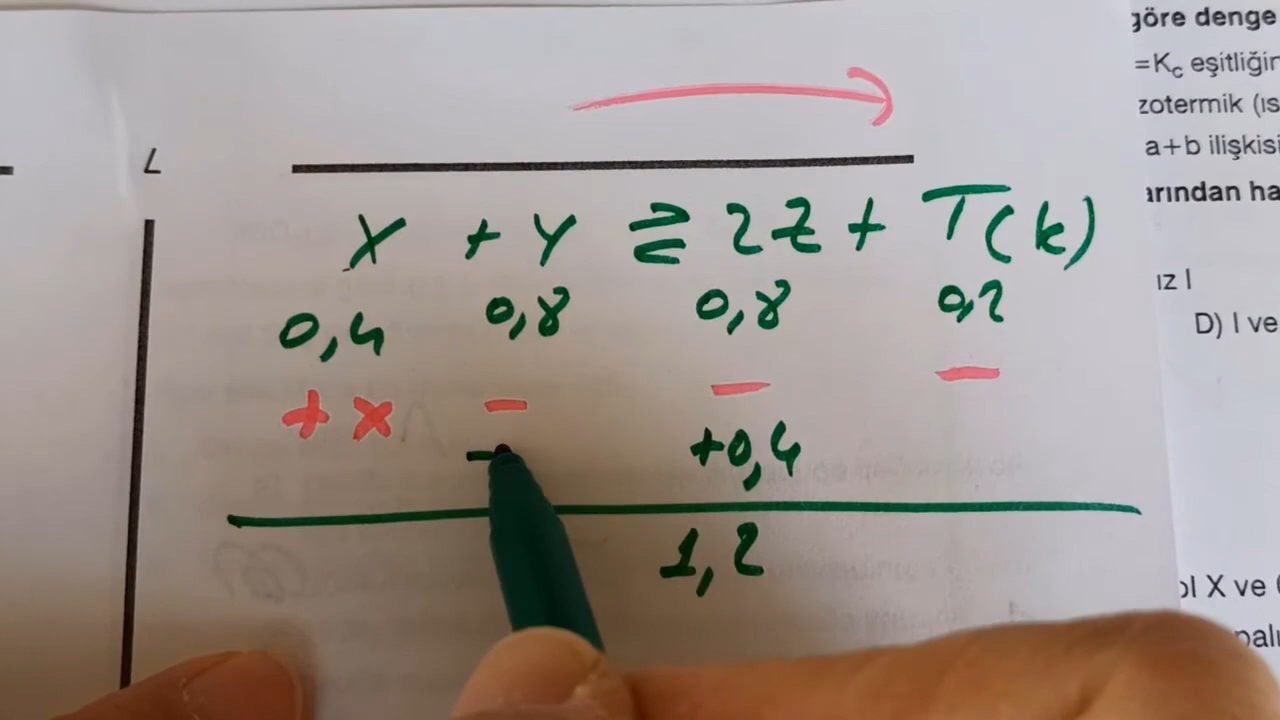 X + Y ⇄ 2Z + T(k)
0,4 0,8 0,8 0,2
+x - - -
- +0,4
1,2
göre denge
=Kc eşitliğin
zotermik (ıs
a+b ilişkisi
arından ha
ız I
D) I ve
ol X ve
palı